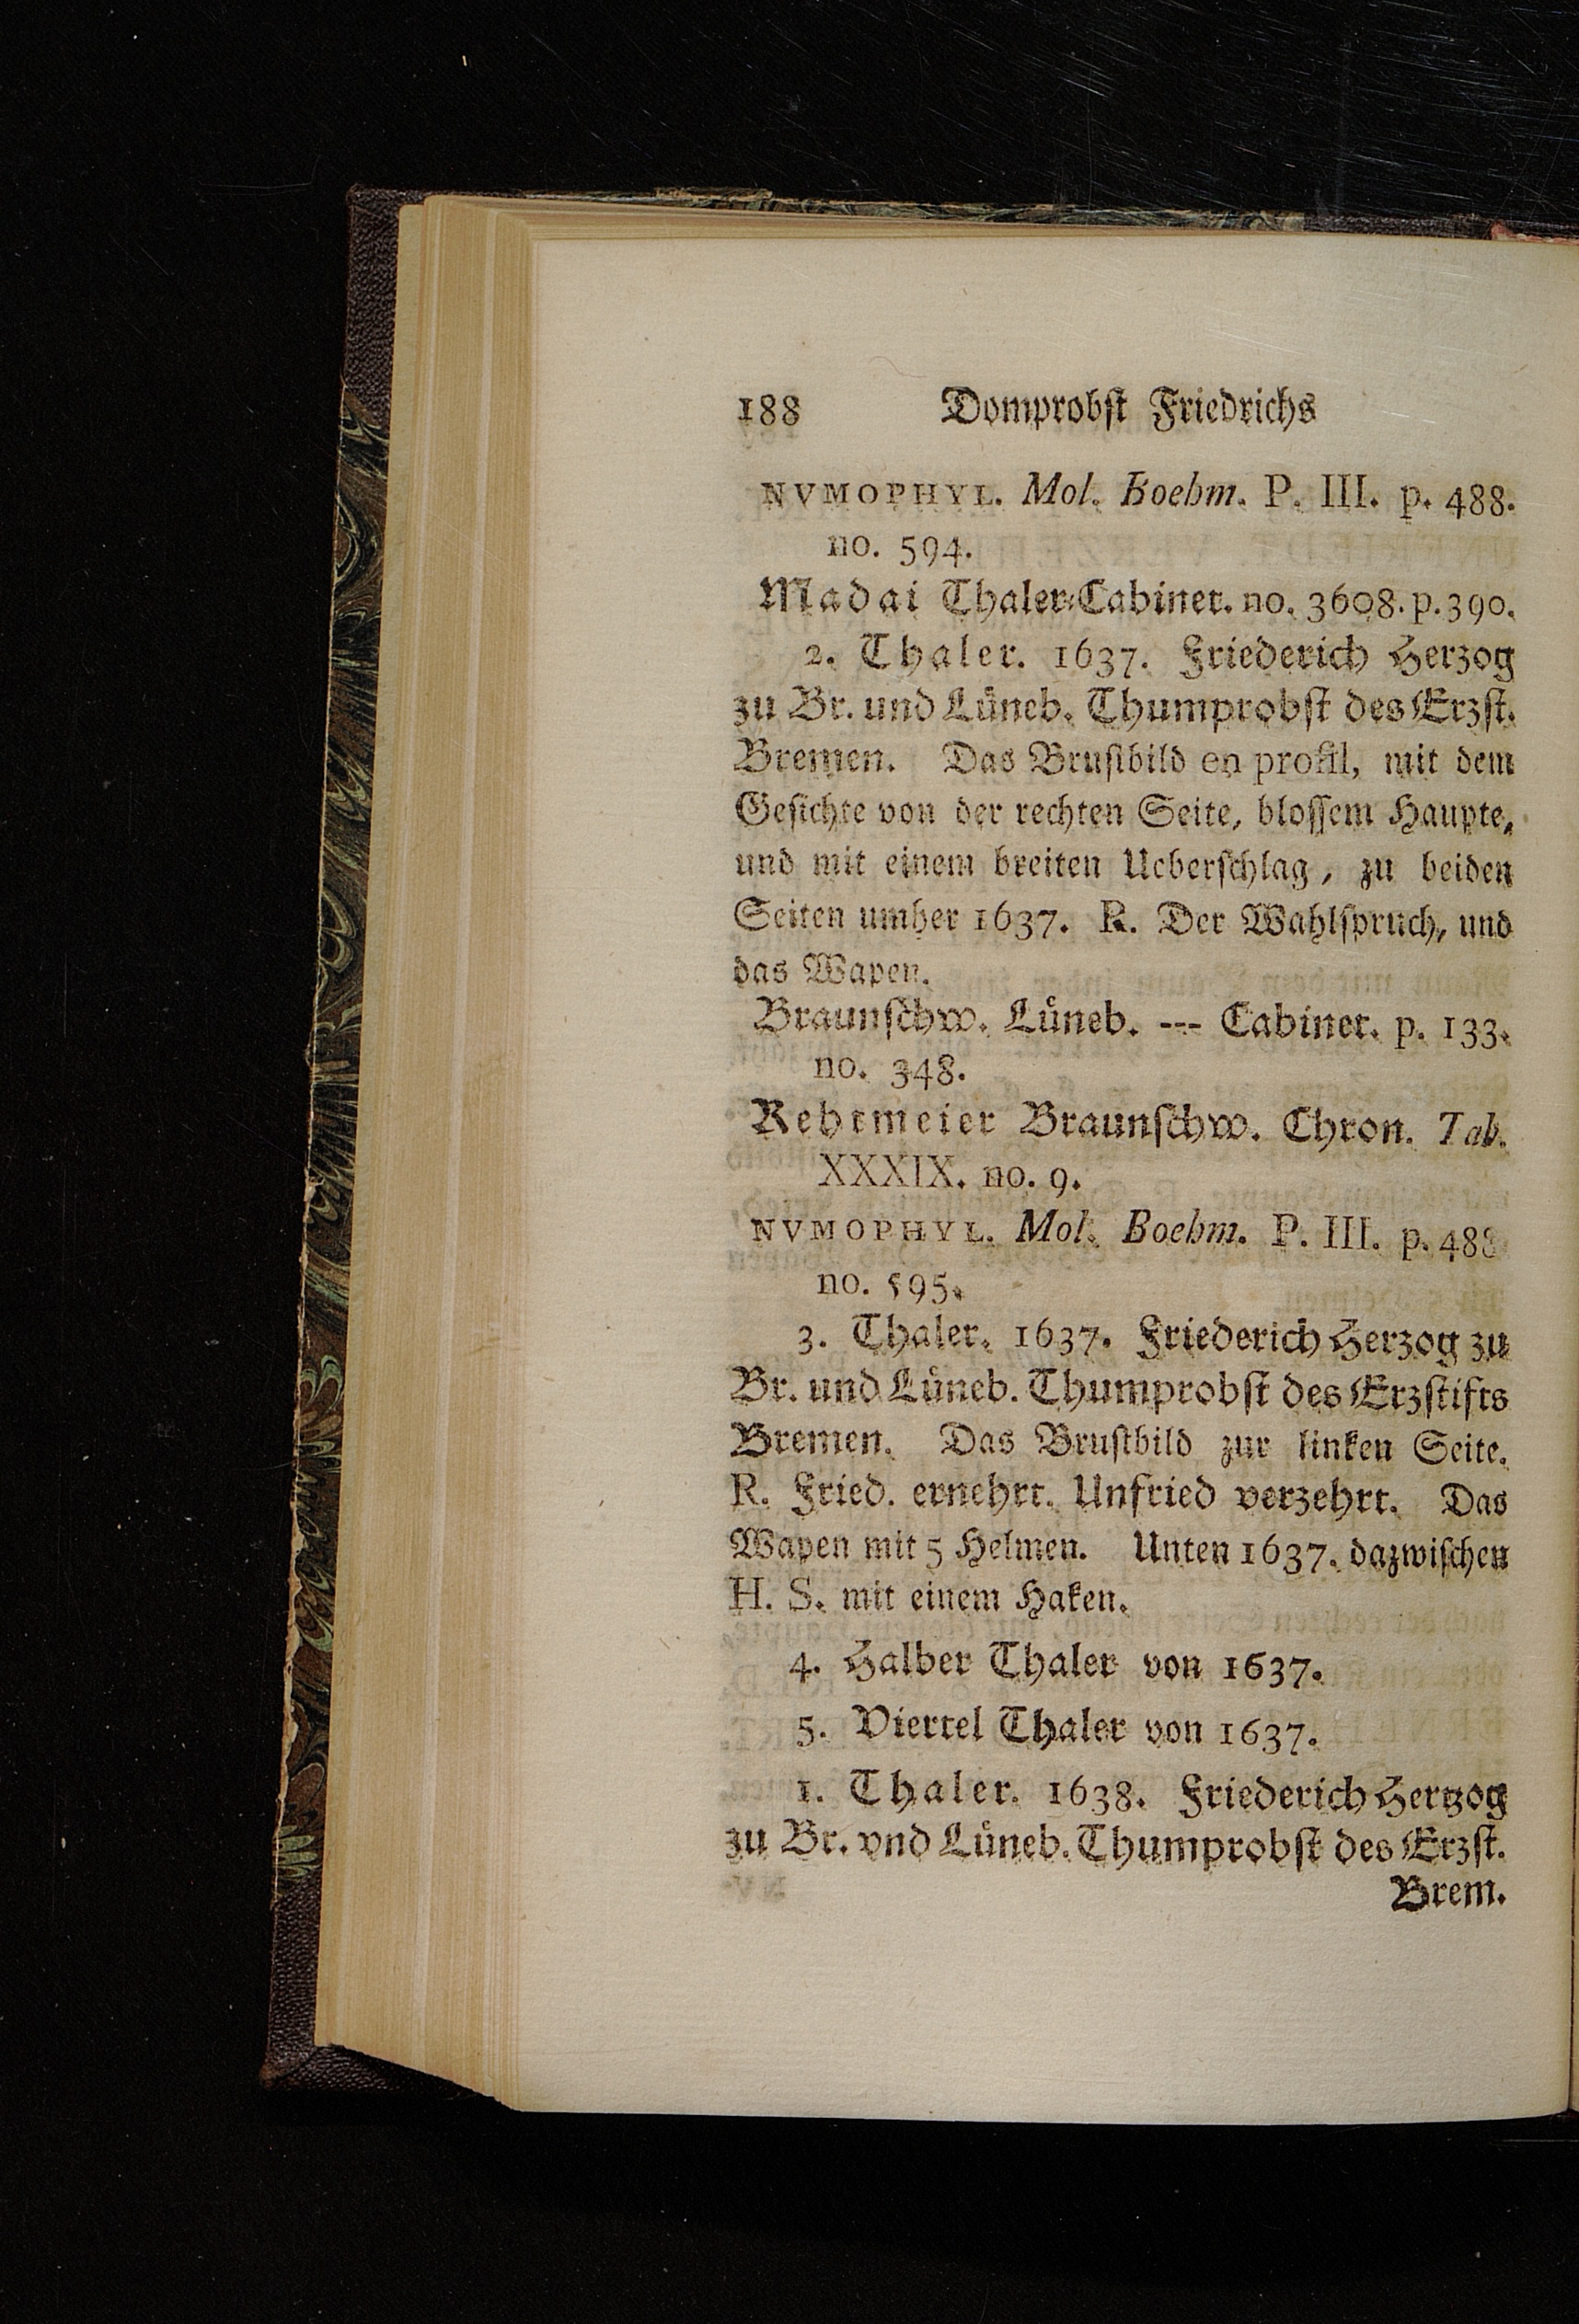 188 Domprobſt Friedrichs
NVMOPHYL. Mol. Boehm. P. III. p. 488.
no. 594.
Madai Thaler-Cabinet. no. 3608. p. 390.
2. Thaler. 1637. Friederich Herzog
zu Br. und Lüneb. Thumprobſt des Erzſt.
Bremen. Das Bruſtbild en profil, mit dem
Geſichte von der rechten Seite, bloſſem Haupte,
und mit einem breiten Ueberſchlag, zu beiden
Seiten umher 1637. R. Der Wahlſpruch, und
das Wapen.
Braunſchw. Lüneb. --- Cabinet. p. 133.
no. 348.
Rehtmeier Braunſchw. Chron. Tab.
XXXIX. no. 9.
NVMOPHYL. Mol. Boehm. P. III. p. 488
no. 595.
3. Thaler. 1637. Friederich Herzog zu
Br. und Lüneb. Thumprobſt des Erzſtifts
Bremen. Das Bruſtbild zur linken Seite.
R. Fried. ernehrt. Unfried verzehrt. Das
Wapen mit 5 Helmen. Unten 1637. dazwiſchen
H. S. mit einem Haken.
4. Halber Thaler von 1637.
5. Viertel Thaler von 1637.
1. Thaler. 1638. Friederich Hertzog
zu Br. vnd Lüneb. Thumprobſt des Erzſt.
Brem.